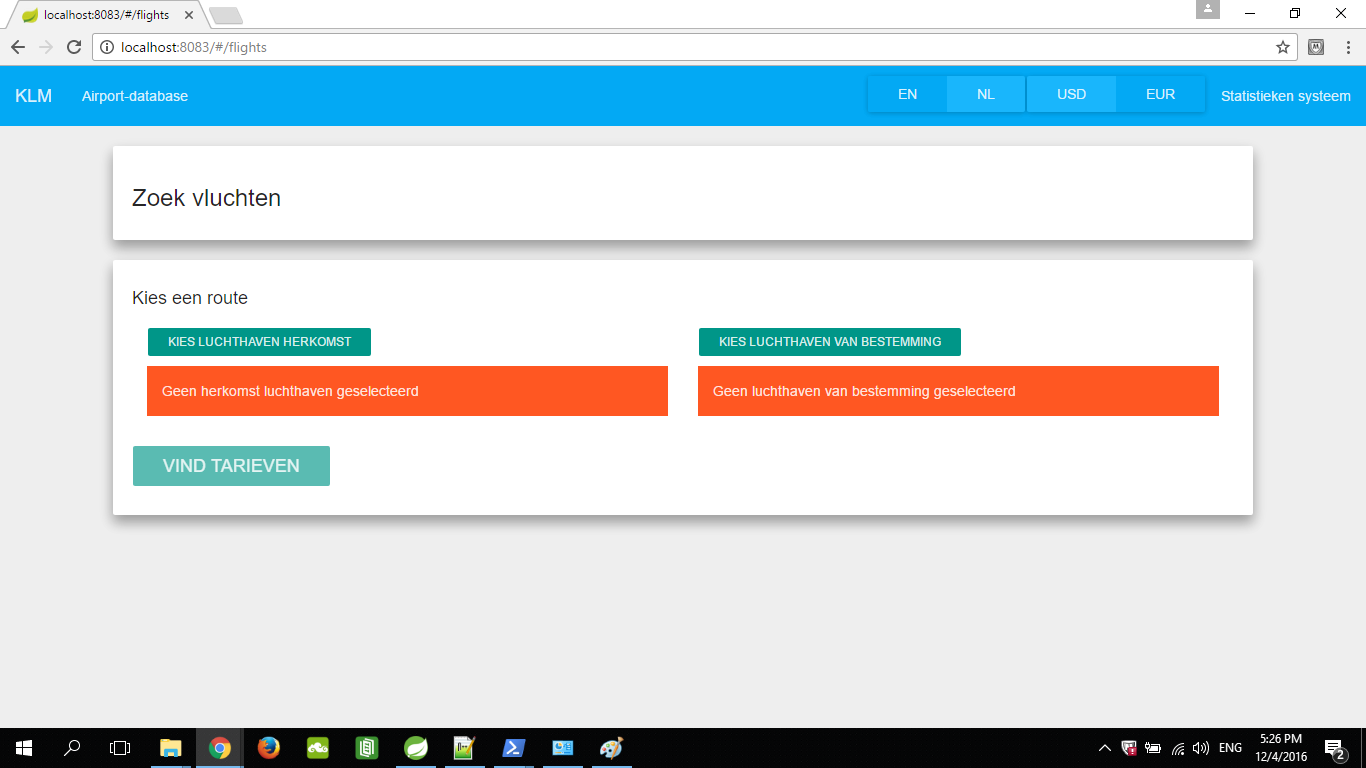 localhost:8083/#/flights
localhost:8083/#/flights
KLM Airport-database EN NL USD EUR Statistieken systeem
Zoek vluchten
Kies een route
KIES LUCHTHAVEN HERKOMST KIES LUCHTHAVEN VAN BESTEMMING
Geen herkomst luchthaven geselecteerd Geen luchthaven van bestemming geselecteerd
VIND TARIEVEN
ENG
5:26 PM
12/4/2016
2